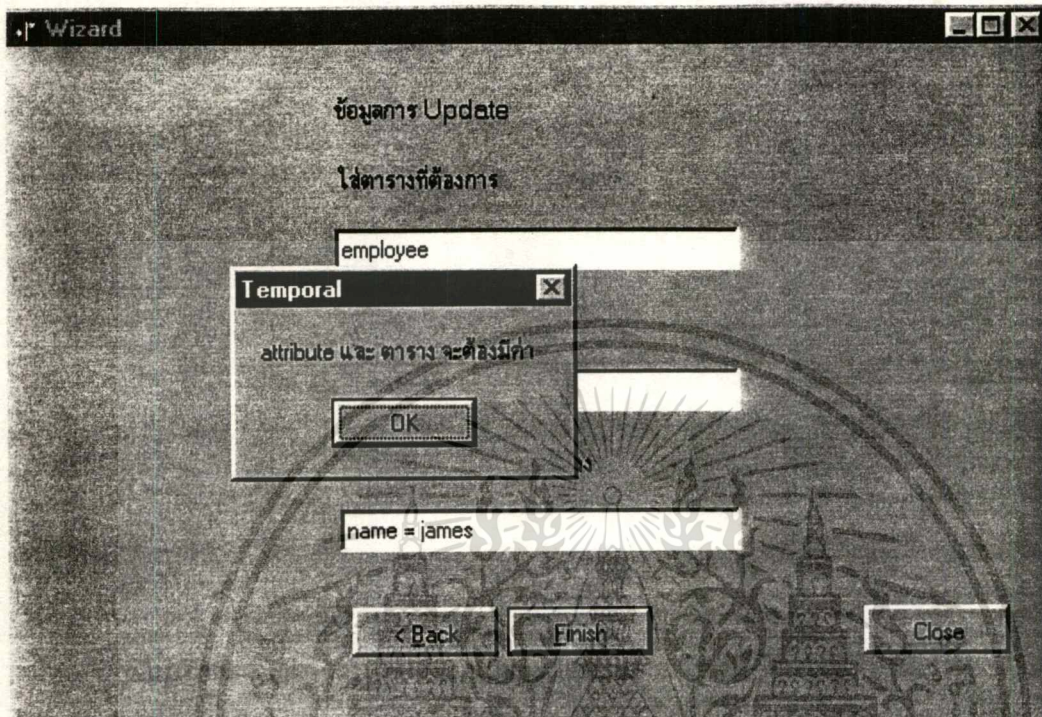 Wizard
ข้อมูลการ Update
ใส่ตารางที่ต้องการ
employee
Temporal
attribute และ ตาราง จะต้องมีค่า
OK
name = james
< Back
Finish
Close